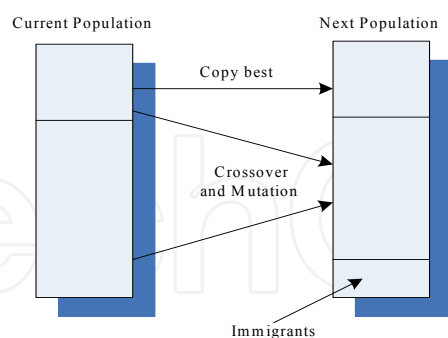 Current Population
Next Population
Copy best
Crossover
and Mutation
Immigrants